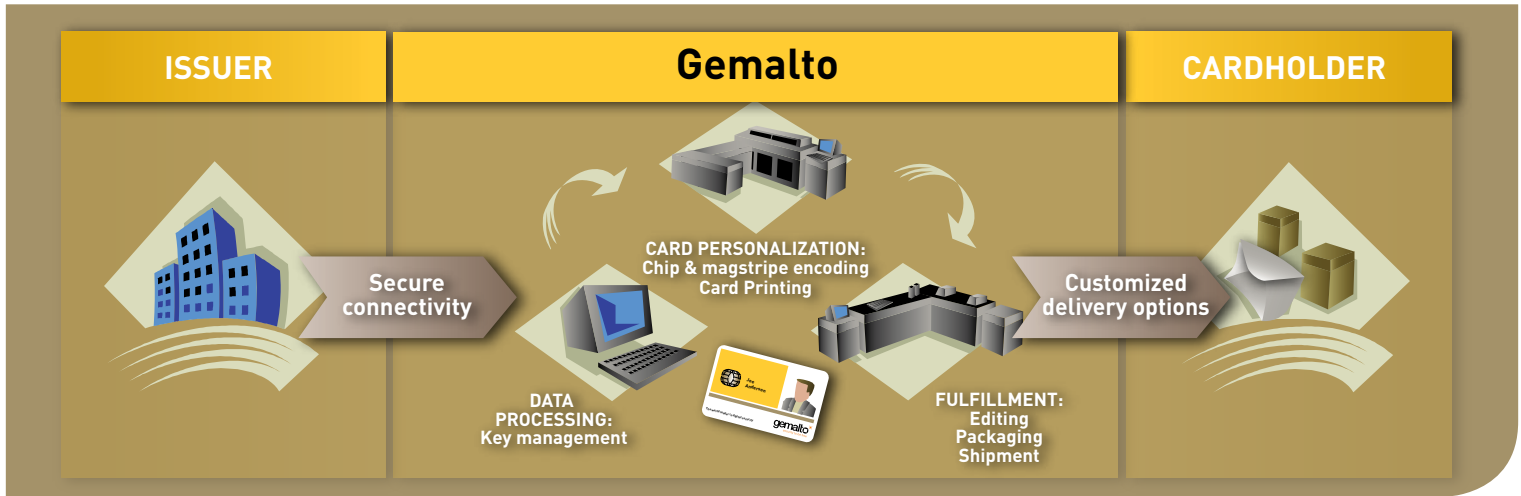 ISSUER
Gemalto
CARDHOLDER
Secure
connectivity
CARD PERSONALIZATION:
Chip & magstripe encoding
Card Printing
Customized
delivery options
DATA
PROCESSING:
Key management
FULFILLMENT:
Editing
Packaging
Shipment
gemalto